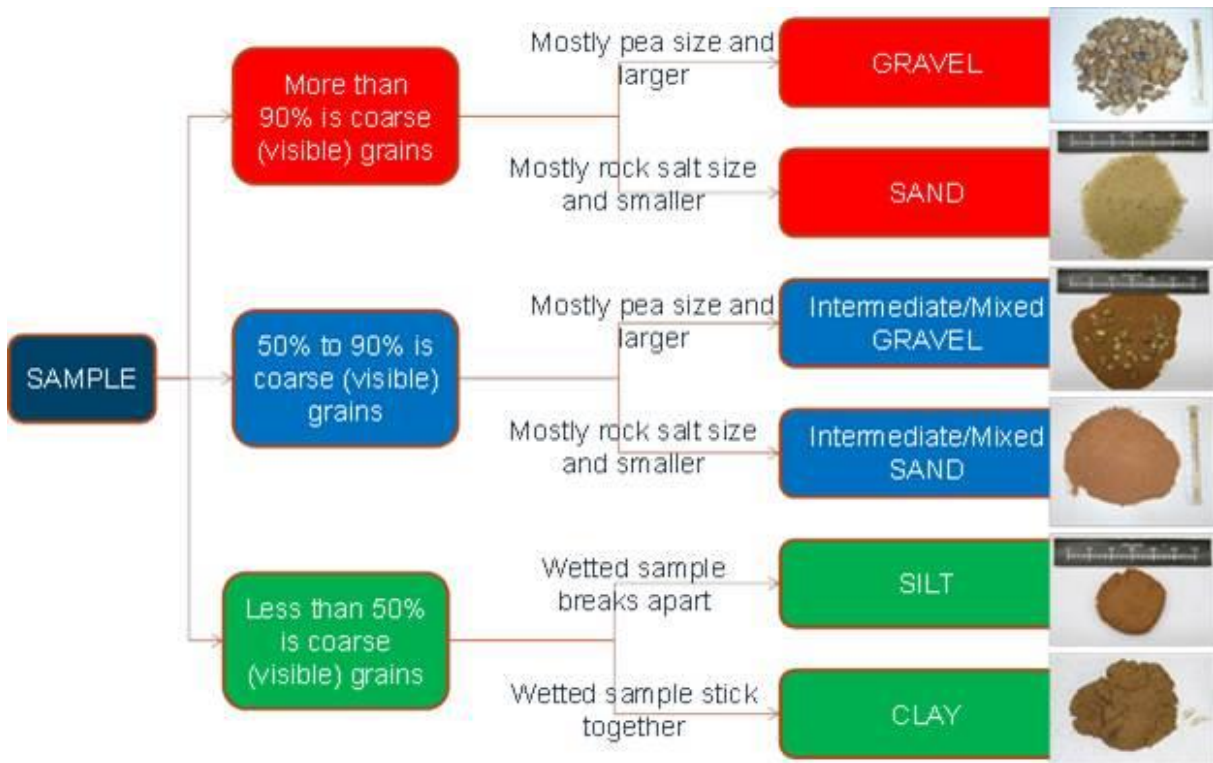 Mostly pea size and
larger
GRAVEL
More than
90% is coarse
(visible) grains
Mostly rock salt size
and smaller
SAND
Mostly pea size and
larger
Intermediate/Mixed
GRAVEL
SAMPLE
50% to 90% is
coarse (visible)
grains
Mostly rock salt size
and smaller
Intermediate/Mixed
SAND
Wetted sample
breaks apart
SILT
Less than 50%
is coarse
(visible) grains
Wetted sample stick
together
CLAY